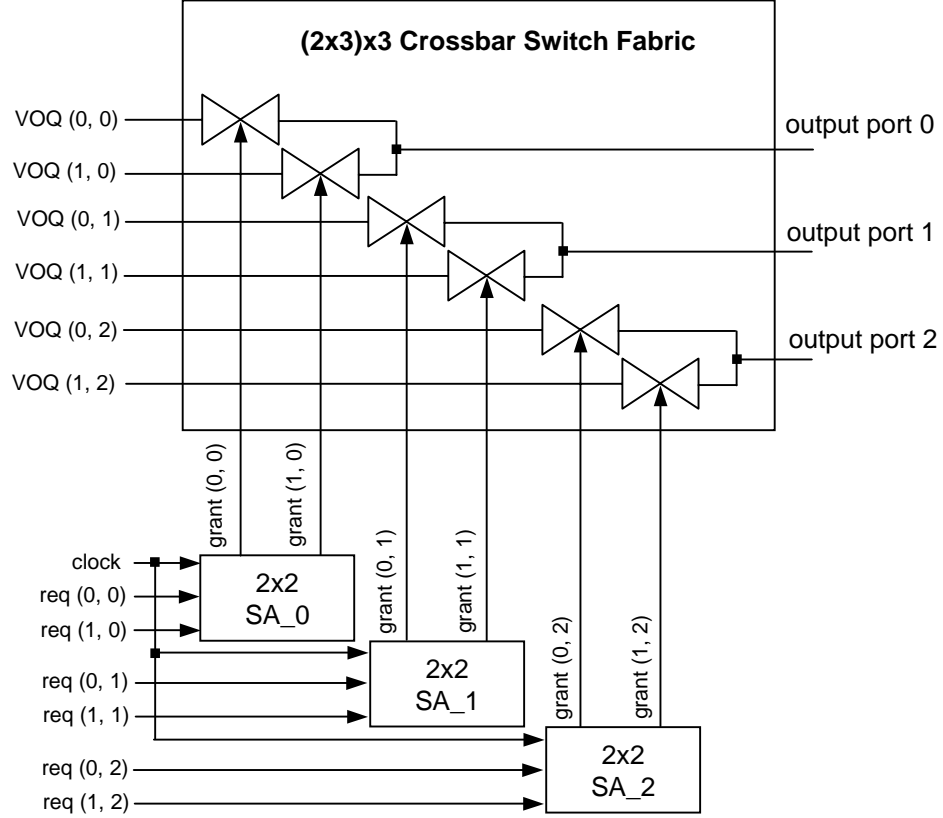 (2x3)x3 Crossbar Switch Fabric
VOQ (0, 0)
output port 0
VOQ (1, 0)
VOQ (0, 1)
output port 1
VOQ (1, 1)
VOQ (0, 2)
output port 2
VOQ (1, 2)
grant (0, 0)
grant (1, 0)
grant (0, 1)
grant (1, 1)
grant (0, 2)
grant (1, 2)
clock
req (0, 0)
req (1, 0)
2x2
SA_0
req (0, 1)
req (1, 1)
2x2
SA_1
req (0, 2)
req (1, 2)
2x2
SA_2